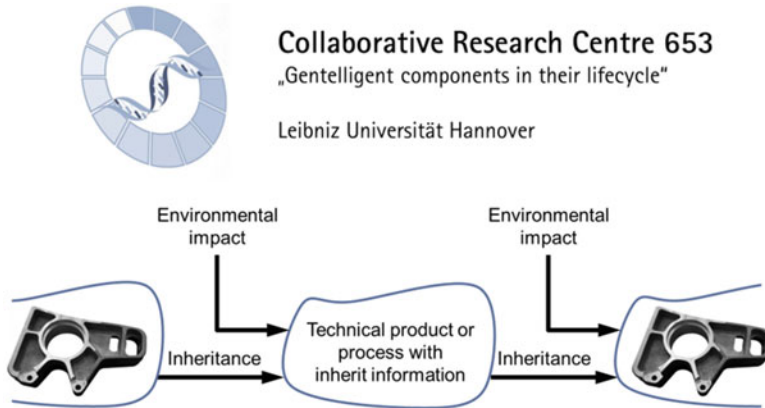 Collaborative Research Centre 653
„Gentelligent components in their lifecycle“
Leibniz Universität Hannover
Environmental
impact
Environmental
impact
Technical product or
process with
inherit information
Inheritance
Inheritance